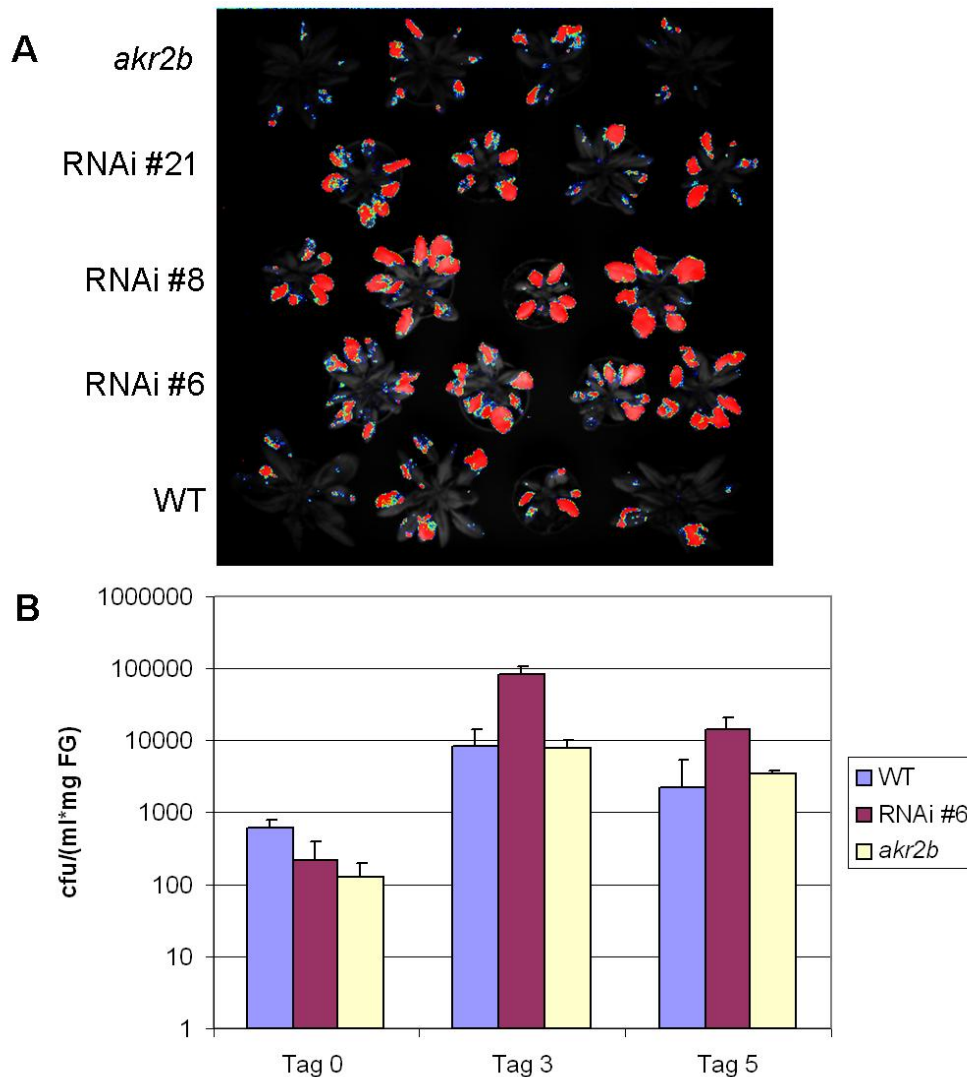 A
akr2b
RNAi #21
RNAi #8
RNAi #6
WT
B
1000000
100000
10000
1000
100
10
1
cfu/(ml*mg FG)
Tag 0
Tag 3
Tag 5
WT
RNAi #6
akr2b